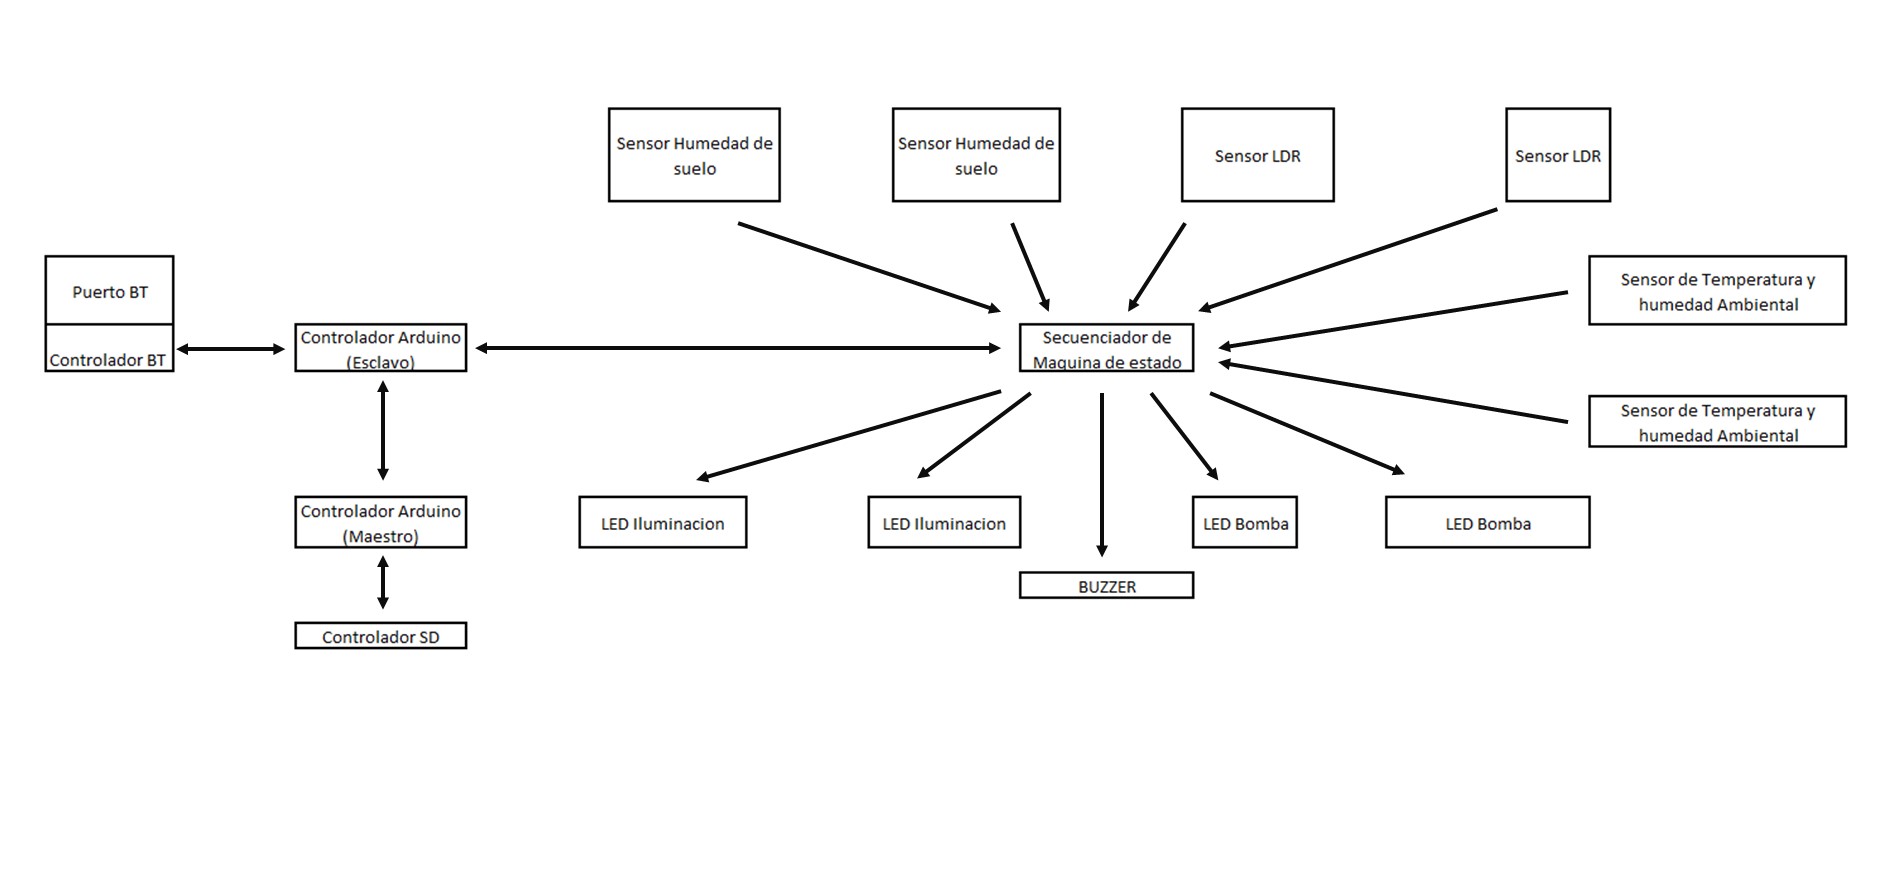 Sensor Humedad de
suelo
Sensor Humedad de
suelo
Sensor LDR
Sensor LDR
Puerto BT
Controlador BT
Controlador Arduino
(Esclavo)
Secuenciador de
Maquina de estado
Sensor de Temperatura y
humedad Ambiental
Sensor de Temperatura y
humedad Ambiental
Controlador Arduino
(Maestro)
LED Iluminacion
LED Iluminacion
LED Bomba
LED Bomba
BUZZER
Controlador SD